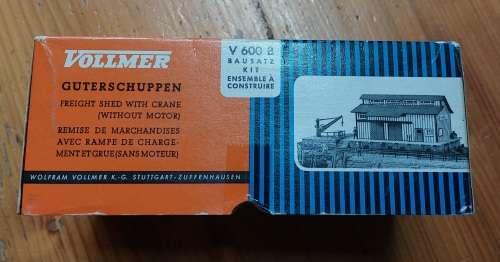 VOLLMER
GUTERSCHUPPEN
FREIGHT SHED WITH CRANE
(WITHOUT MOTOR)
REMISE DE MARCHANDISES
AVEC RAMPE DE CHARGE-
MENT ET GRUE (SANS MOTEUR)
WOLFRAM VOLLMER K.-G. STUTTGART-ZUFFENHAUSEN
V 600 2
BAUSATZ
KIT
ENSEMBLE À
CONSTRUIRE